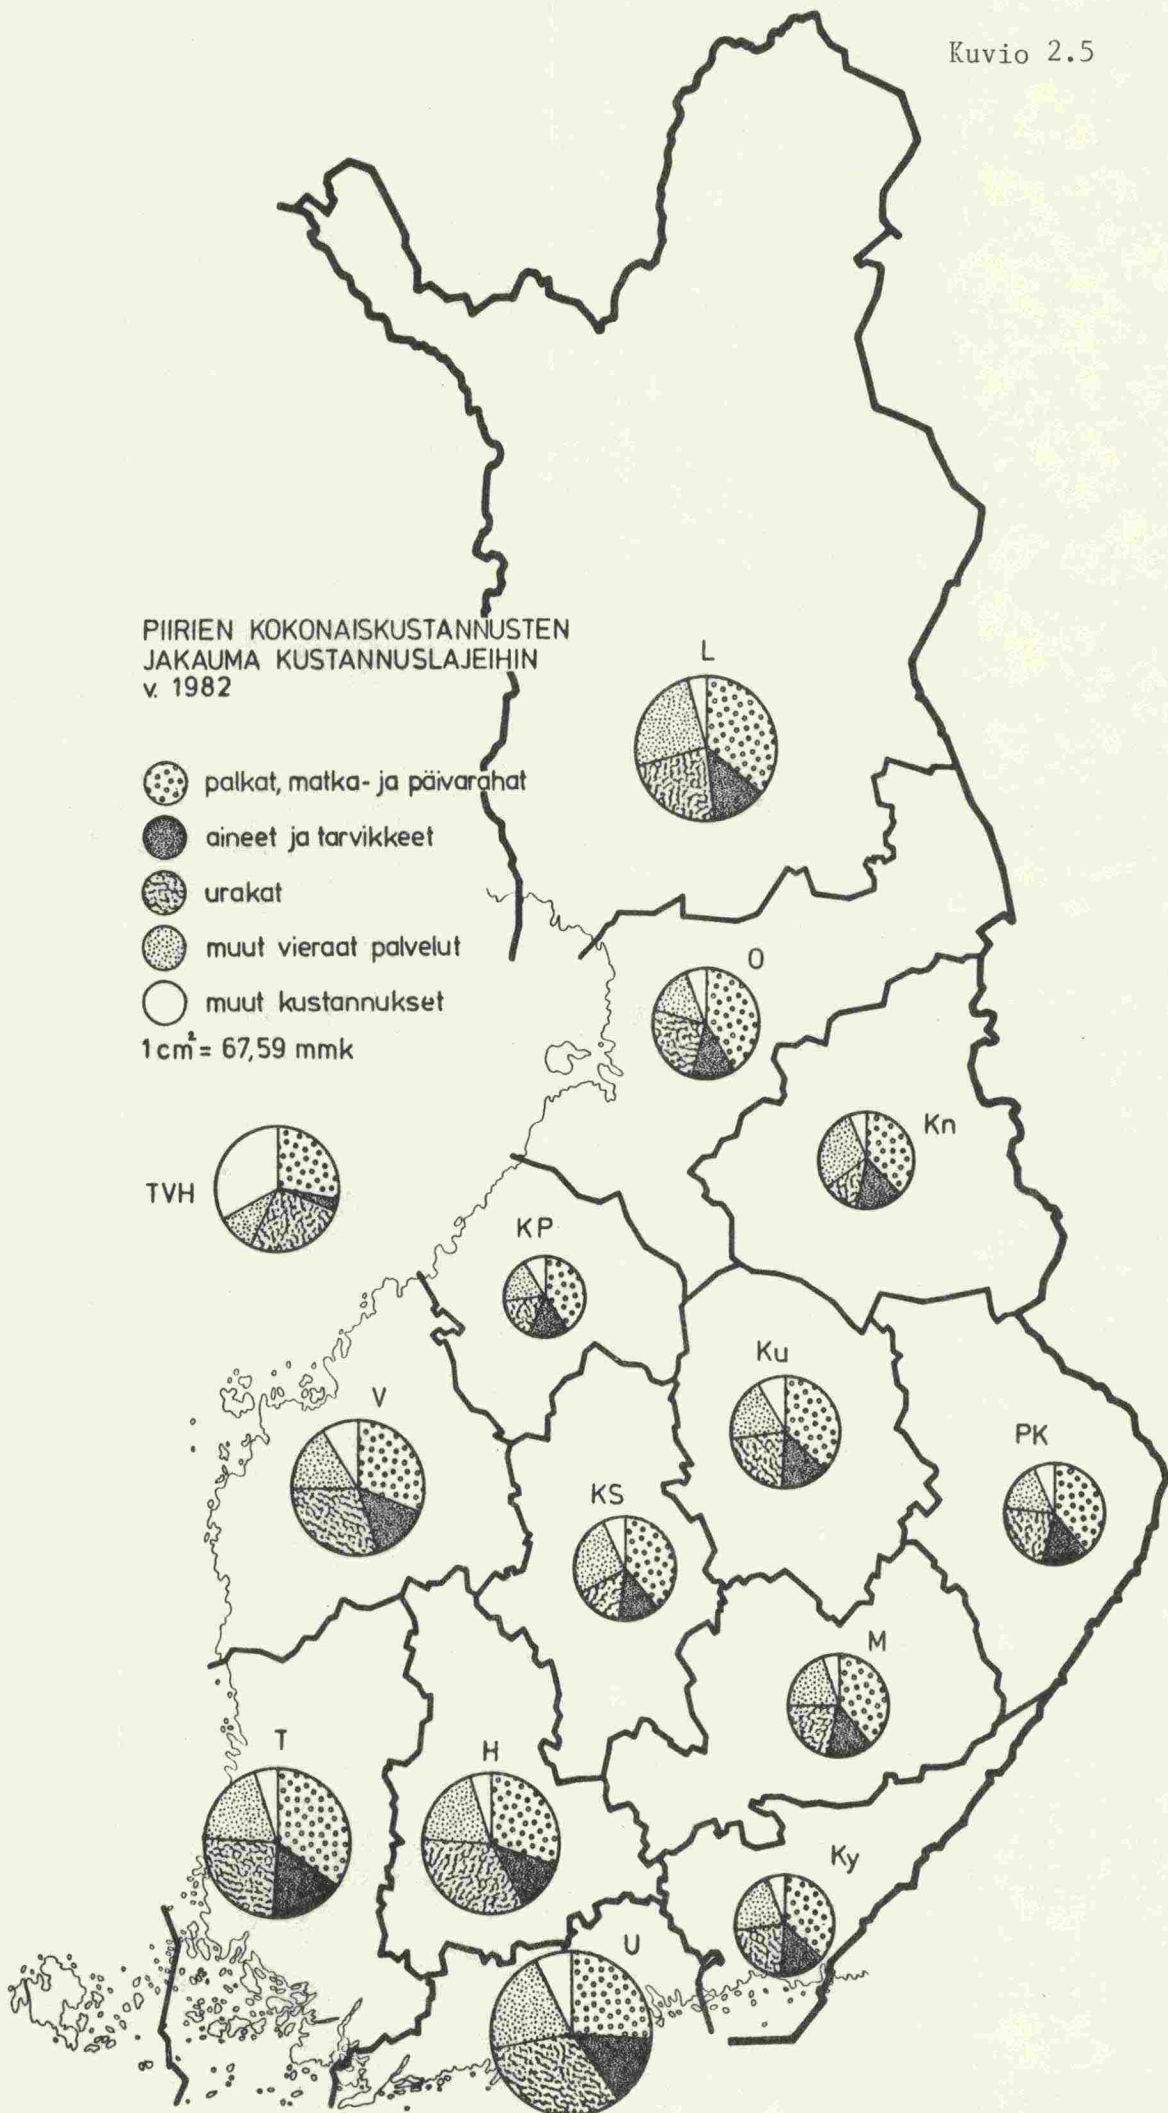 Kuvio 2.5
PIIRIEN KOKONAISKUSTANNUSTEN
JAKAUMA KUSTANNUSLAJEIHIN
v. 1982
palkat, matka- ja päivarahat
aineet ja tarvikkeet
urakat
muut vieraat palvelut
muut kustannukset
1 cm² = 67,59 mmk
L
O
Kn
TVH
KP
Ku
V
PK
KS
M
T
H
Ky
U